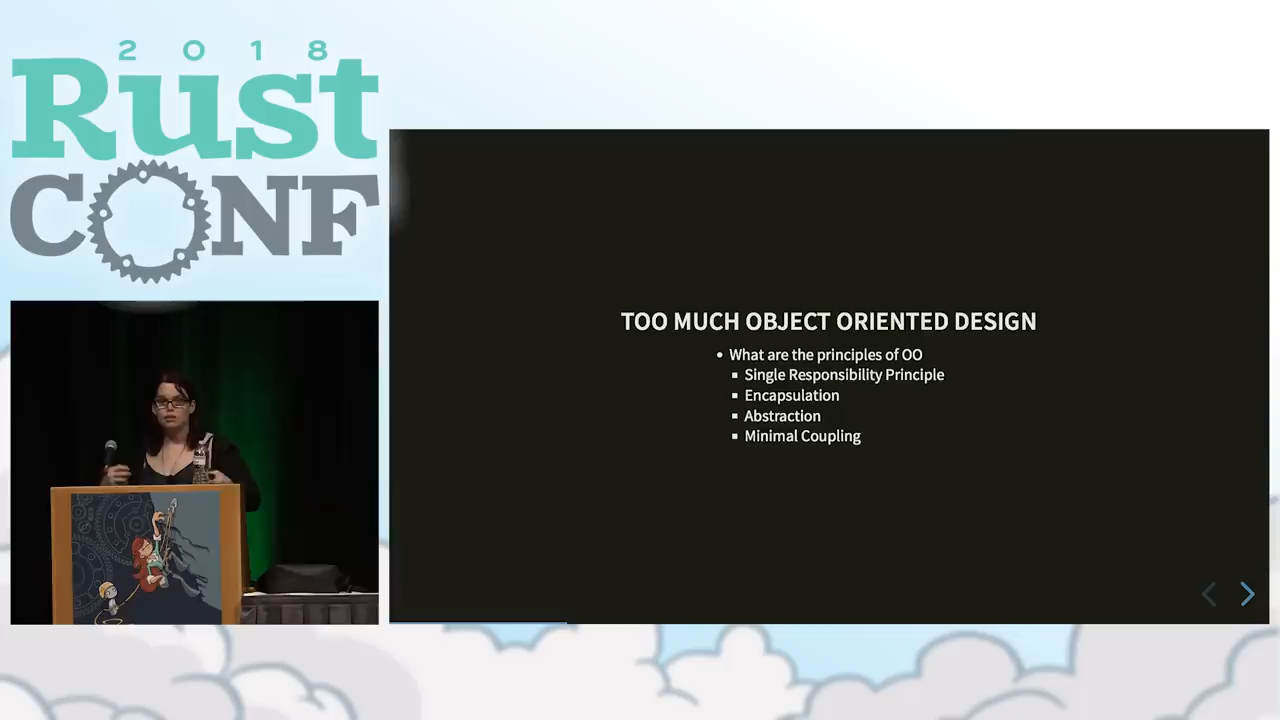 2018
Rust
CONF
TOO MUCH OBJECT ORIENTED DESIGN
What are the principles of OO
Single Responsibility Principle
Encapsulation
Abstraction
Minimal Coupling